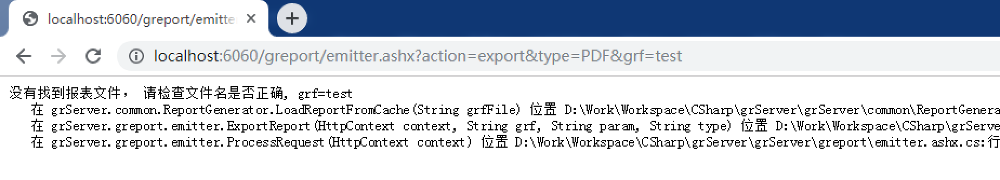 localhost:6060/greport/emitte
localhost:6060/greport/emitter.ashx?action=export&type=PDF&grf=test
没有找到报表文件， 请检查文件名是否正确, grf=test
在 grServer.common.ReportGenerator.LoadReportFromCache(String grfFile) 位置 D:\Work\Workspace\CSharp\grServer\grServer\common\ReportGenera
在 grServer.greport.emitter.ExportReport(HttpContext context, String grf, String param, String type) 位置 D:\Work\Workspace\CSharp\grServe
在 grServer.greport.emitter.ProcessRequest(HttpContext context) 位置 D:\Work\Workspace\CSharp\grServer\grServer\greport\emitter.ashx.cs:行